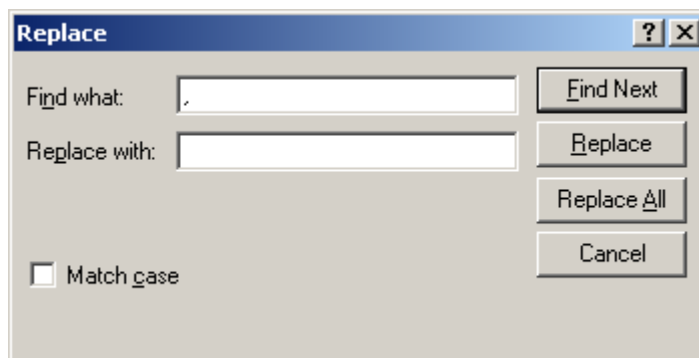 Replace
Find what: ,
Find Next
Replace with:
Replace
Replace All
Cancel
Match case